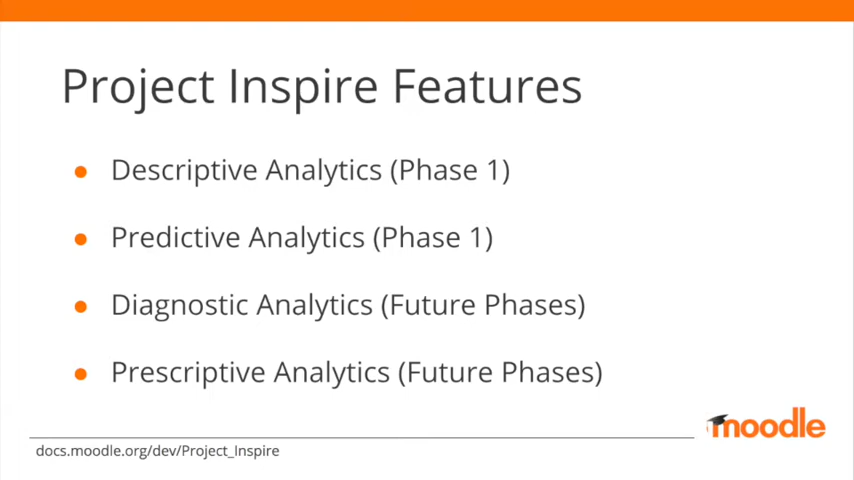 Project Inspire Features
Descriptive Analytics (Phase 1)
Predictive Analytics (Phase 1)
Diagnostic Analytics (Future Phases)
Prescriptive Analytics (Future Phases)
moodle
docs.moodle.org/dev/Project_Inspire